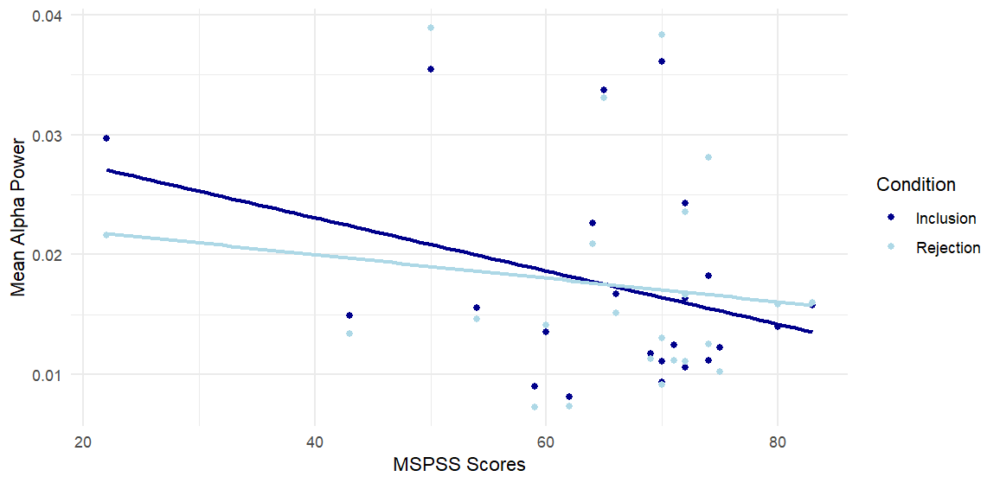 0.04
0.03
0.02
0.01
Mean Alpha Power
20 40 60 80
MSPSS Scores
Condition
Inclusion
Rejection